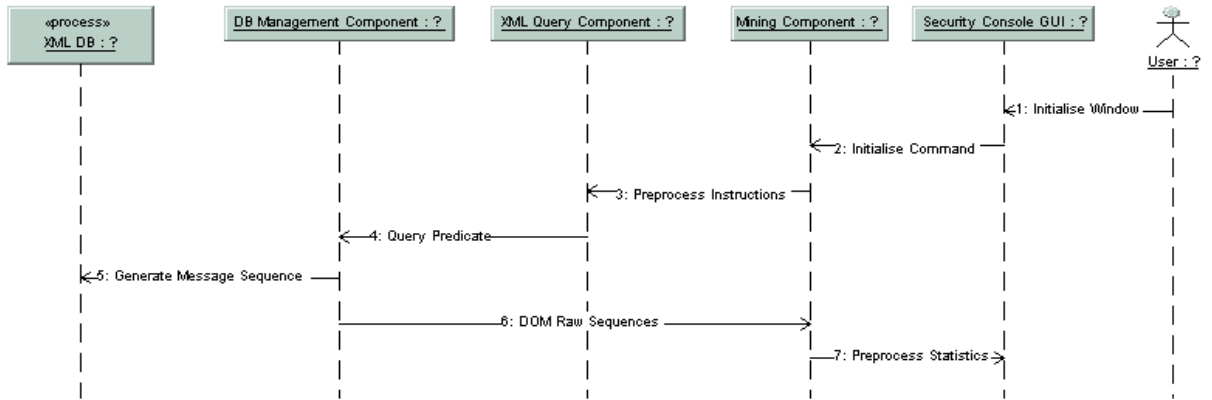 «process»
XML DB : ?
DB Management Component : ?
XML Query Component : ?
Mining Component : ?
Security Console GUI : ?
User : ?
1: Initialise Window
2: Initialise Command
3: Preprocess Instructions
4: Query Predicate
5: Generate Message Sequence
6: DOM Raw Sequences
7: Preprocess Statistics